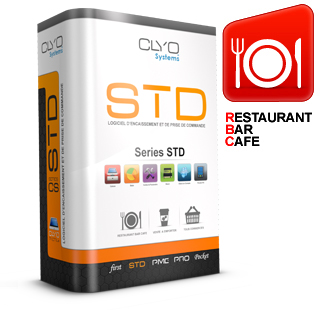 CLYO
Systems
STD
LOGICIEL D'ENCAISSEMENT ET DE PRISE DE COMMANDE
Series STD
first STD PMC PRO Pocket
RESTAURANT
BAR
CAFE